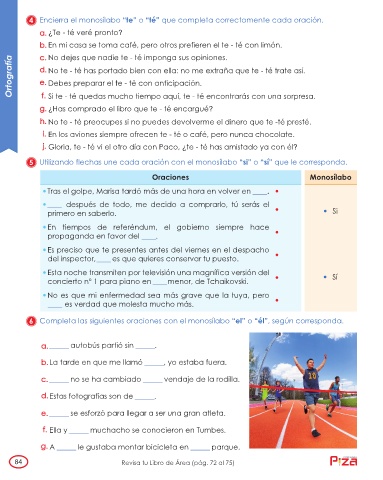 4 Encierra el monosílabo "te" o "té" que completa correctamente cada oración.
a. ¿Te - té veré pronto?
b. En mi casa se toma café, pero otros prefieren el te - té con limón.
c. No dejes que nadie te - té imponga sus opiniones.
d. No te - té has portado bien con ella; no me extraña que te - té trate así.
e. Debes preparar el te - té con anticipación.
f. Si te - té quedas mucho tiempo aquí, te - té encontrarás con una sorpresa.
g. ¿Has comprado el libro que te - té encargué?
h. No te - té preocupes si no puedes devolverme el dinero que te -té presté.
i. En los aviones siempre ofrecen te - té o café, pero nunca chocolate.
j. Gloria, te - té vi el otro día con Paco, ¿te - té has amistado ya con él?
Ortografía
5 Utilizando flechas une cada oración con el monosílabo "si" o "sí" que le corresponda.
Oraciones Monosílabo
• Tras el golpe, Marisa tardó más de una hora en volver en ____. •
• ____ después de todo, me decido a comprarlo, tú serás el
primero en saberlo. •
• Si
• En tiempos de referéndum, el gobierno siempre hace
propaganda en favor del ____. •
• Es preciso que te presentes antes del viernes en el despacho
del inspector, ____ es que quieres conservar tu puesto. •
• Esta noche transmiten por televisión una magnífica versión del
concierto n° 1 para piano en ____ menor, de Tchaikovski. •
• Sí
• No es que mi enfermedad sea más grave que la tuya, pero
____ es verdad que molesta mucho más. •
6 Completa las siguientes oraciones con el monosílabo "el" o "él", según corresponda.
a. _____ autobús partió sin _____.
b. La tarde en que me llamó _____, yo estaba fuera.
c. _____ no se ha cambiado _____ vendaje de la rodilla.
d. Estas fotografías son de _____.
e. _____ se esforzó para llegar a ser una gran atleta.
f. Ella y _____ muchacho se conocieron en Tumbes.
g. A _____ le gustaba montar bicicleta en _____ parque.
84 Revisa tu Libro de Área (pág. 72 al 75)